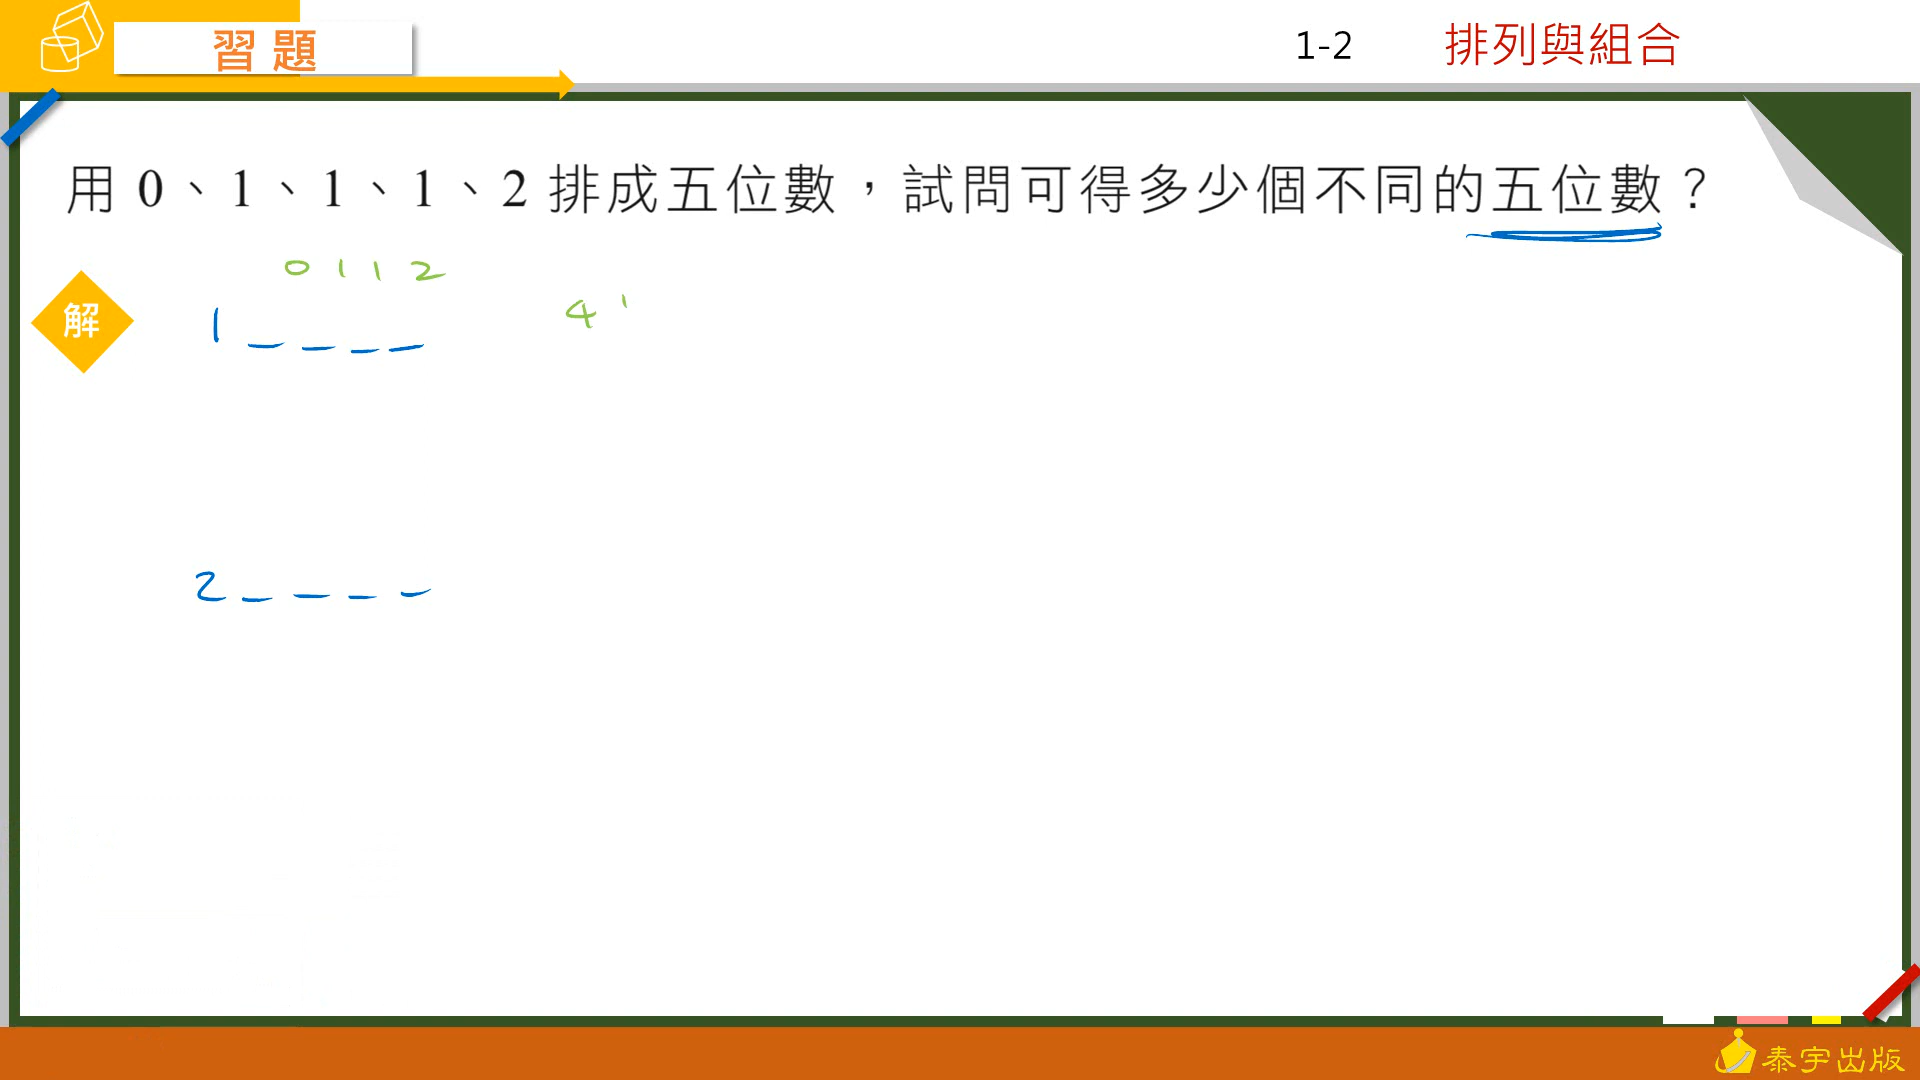 習題
1-2 排列與組合
用 0、1、1、1、2 排成五位數，試問可得多少個不同的五位數？
0 1 1 2
解
1 _ _ _ _ 4 '
2 _ _ _ _
泰宇出版